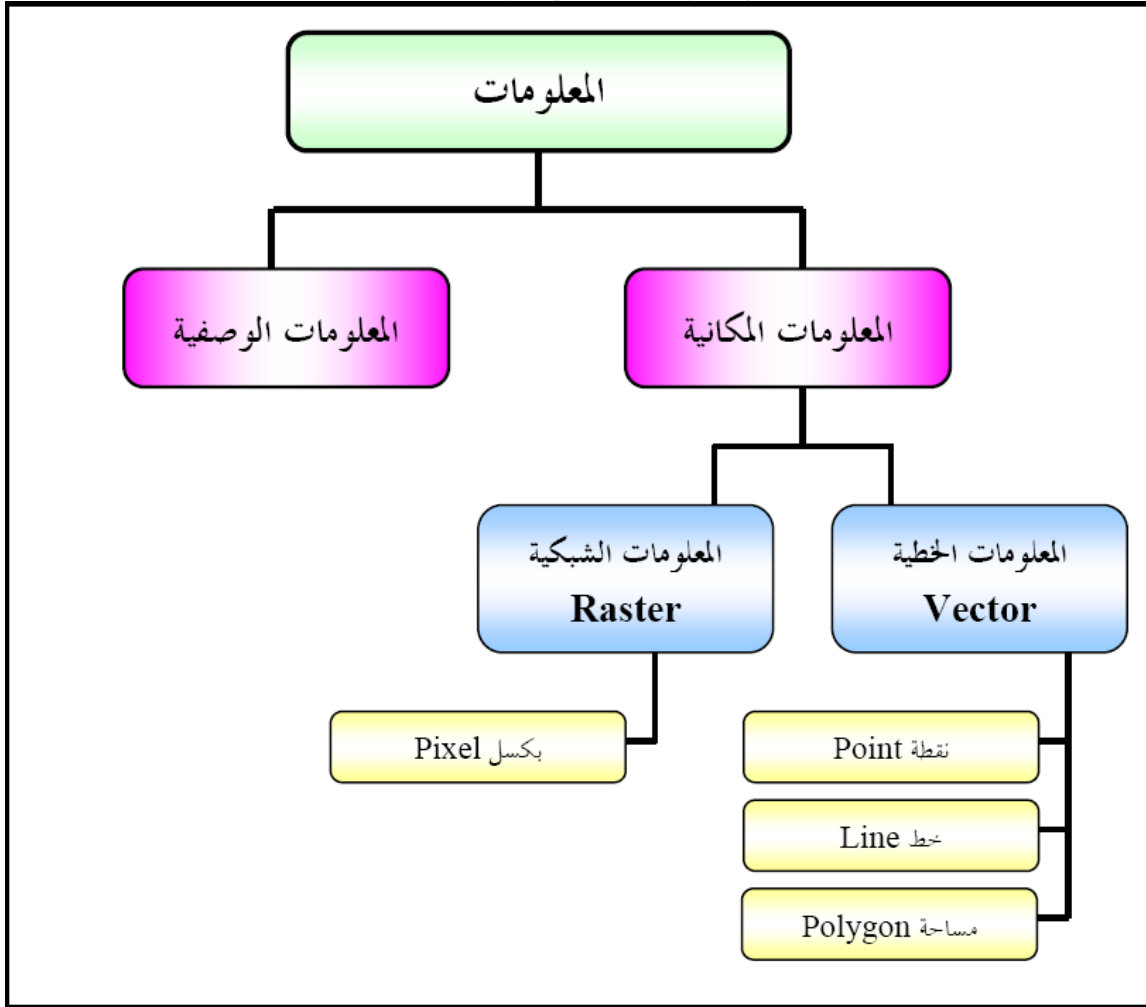 المعلومات
المعلومات المكانية
المعلومات الوصفية
المعلومات الخطية
Vector
المعلومات الشبكية
Raster
نقطة Point
خط Line
مساحة Polygon
بكسل Pixel